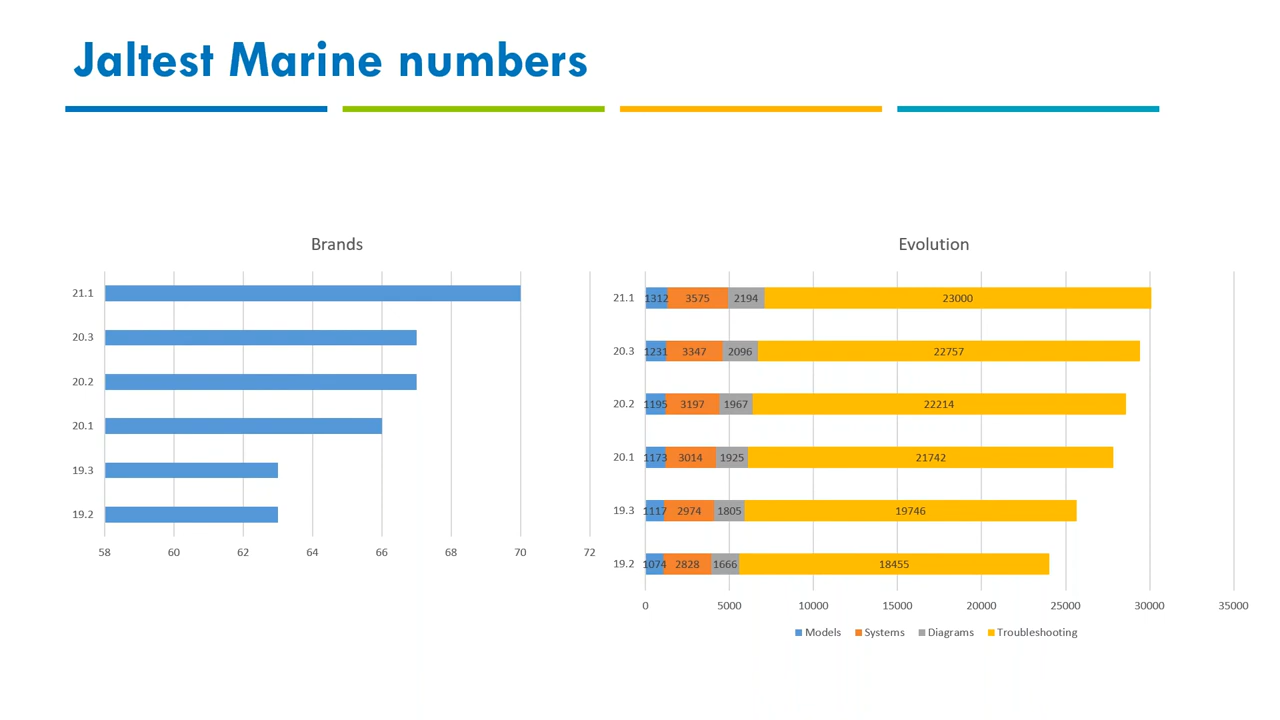 Jaltest Marine numbers
Brands
21.1
20.3
20.2
20.1
19.3
19.2
58 60 62 64 66 68 70 72
Evolution
21.1 1312 3575 2194 23000
20.3 1231 3347 2096 22757
20.2 1195 3197 1967 22214
20.1 1173 3014 1925 21742
19.3 1117 2974 1805 19746
19.2 1074 2828 1666 18455
0 5000 10000 15000 20000 25000 30000 35000
Models Systems Diagrams Troubleshooting